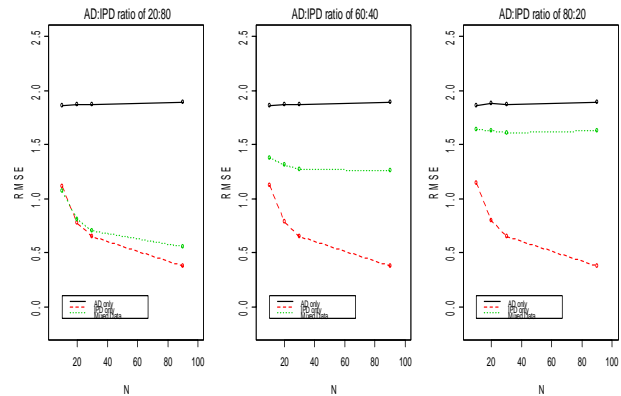 AD:IPD ratio of 20:80
RMSE
2.5
2.0
1.5
1.0
0.5
0.0
AD only
IPD only
Mixed Data
20 40 60 80 100
N
AD:IPD ratio of 60:40
RMSE
2.5
2.0
1.5
1.0
0.5
0.0
AD only
IPD only
Mixed Data
20 40 60 80 100
N
AD:IPD ratio of 80:20
RMSE
2.5
2.0
1.5
1.0
0.5
0.0
AD only
IPD only
Mixed Data
20 40 60 80 100
N